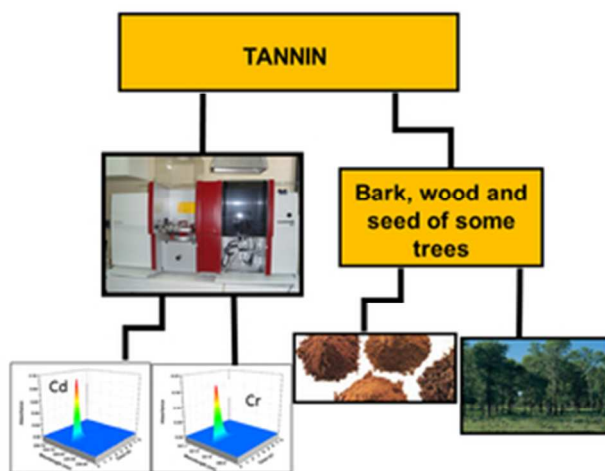 TANNIN
Bark, wood and
seed of some
trees
Cd
Cr